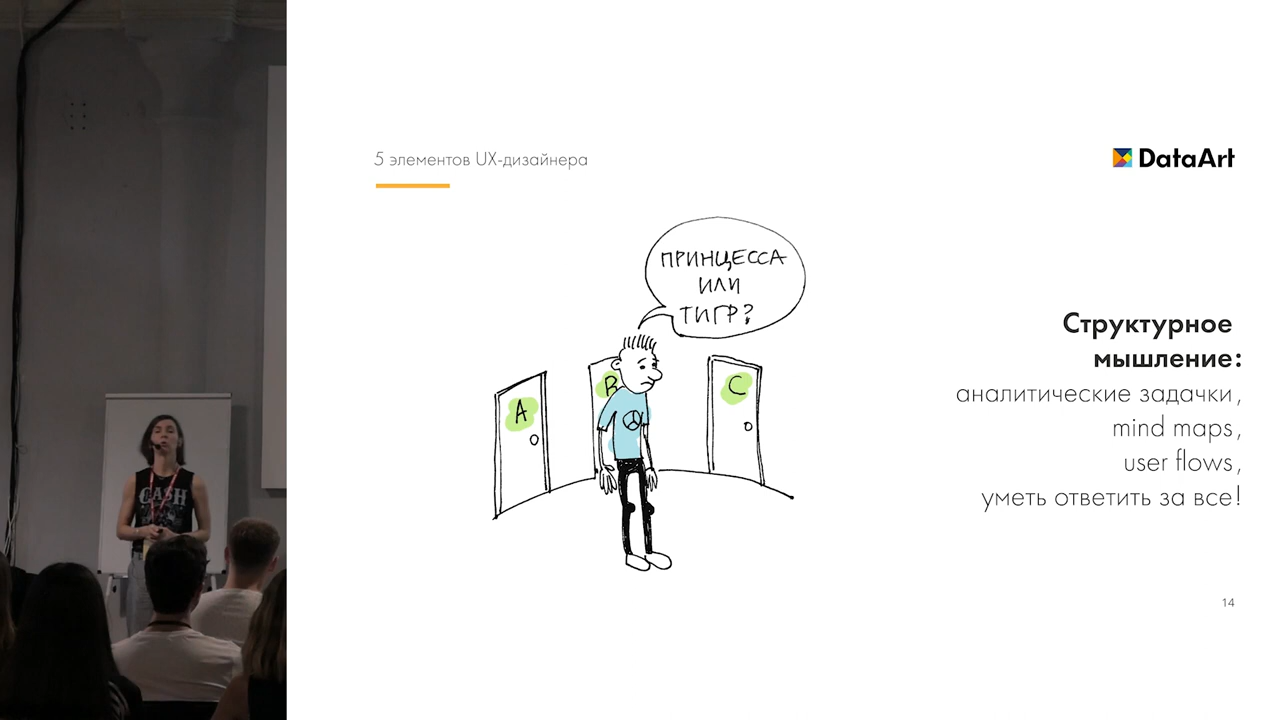 5 элементов UX-дизайнера
DataArt
ПРИНЦЕССА
ИЛИ
ТИГР?
A
B
C
Структурное
мышление:
аналитические задачки,
mind maps,
user flows,
уметь ответить за все!
14
CASH